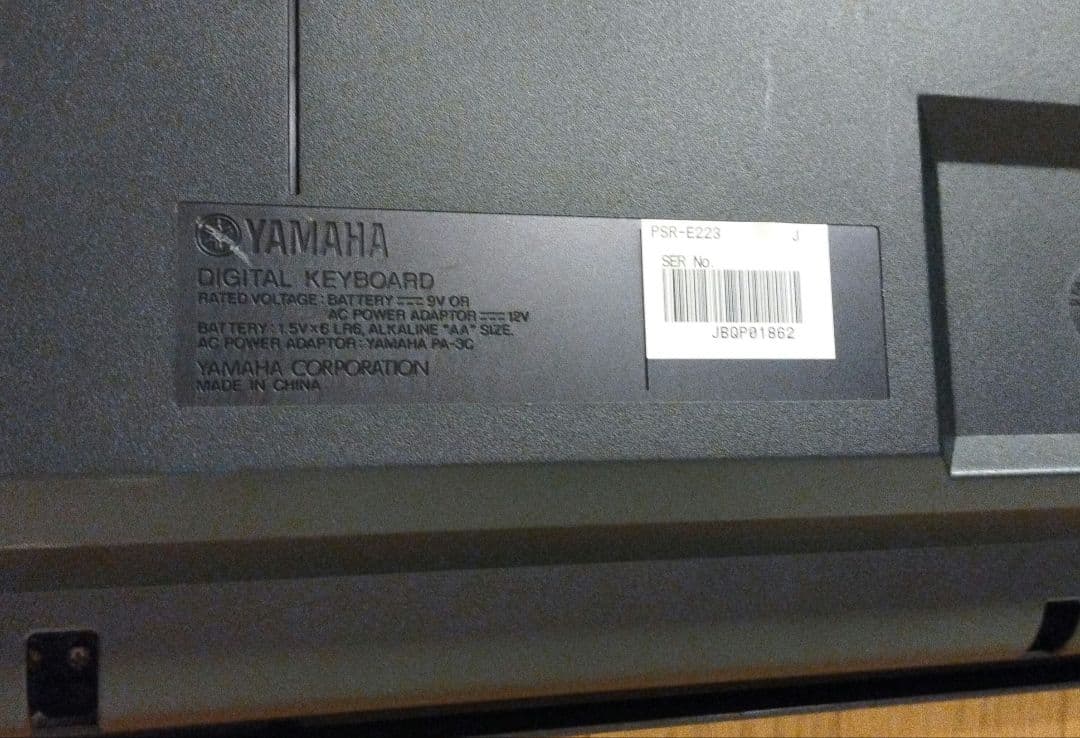 YAMAHA
DIGITAL KEYBOARD
RATED VOLTAGE : BATTERY ⎓ 9V OR
AC POWER ADAPTOR ⎓ 12V
BATTERY : 1.5V×6 LR6, ALKALINE "AA" SIZE.
AC POWER ADAPTOR : YAMAHA PA-3C
YAMAHA CORPORATION
MADE IN CHINA
PSR-E223 J
SER No.
JBQP01862